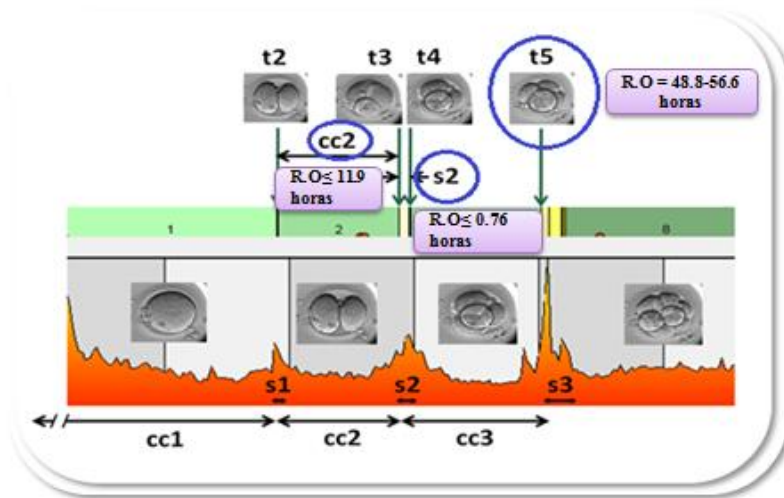 t2
t3
t4
t5
R.O = 48.8-56.6
horas
cc2
R.O≤ 11.9
horas
s2
R.O≤ 0.76
horas
1
2
8
s1
s2
s3
cc1
cc2
cc3